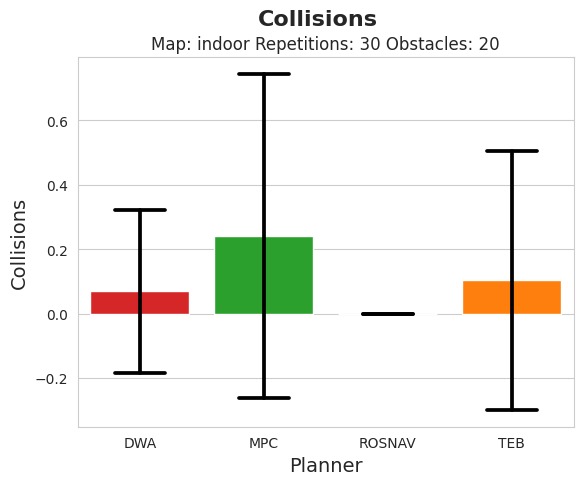 Collisions
Map: indoor Repetitions: 30 Obstacles: 20
Collisions
0.6
0.4
0.2
0.0
−0.2
DWA MPC ROSNAV TEB
Planner